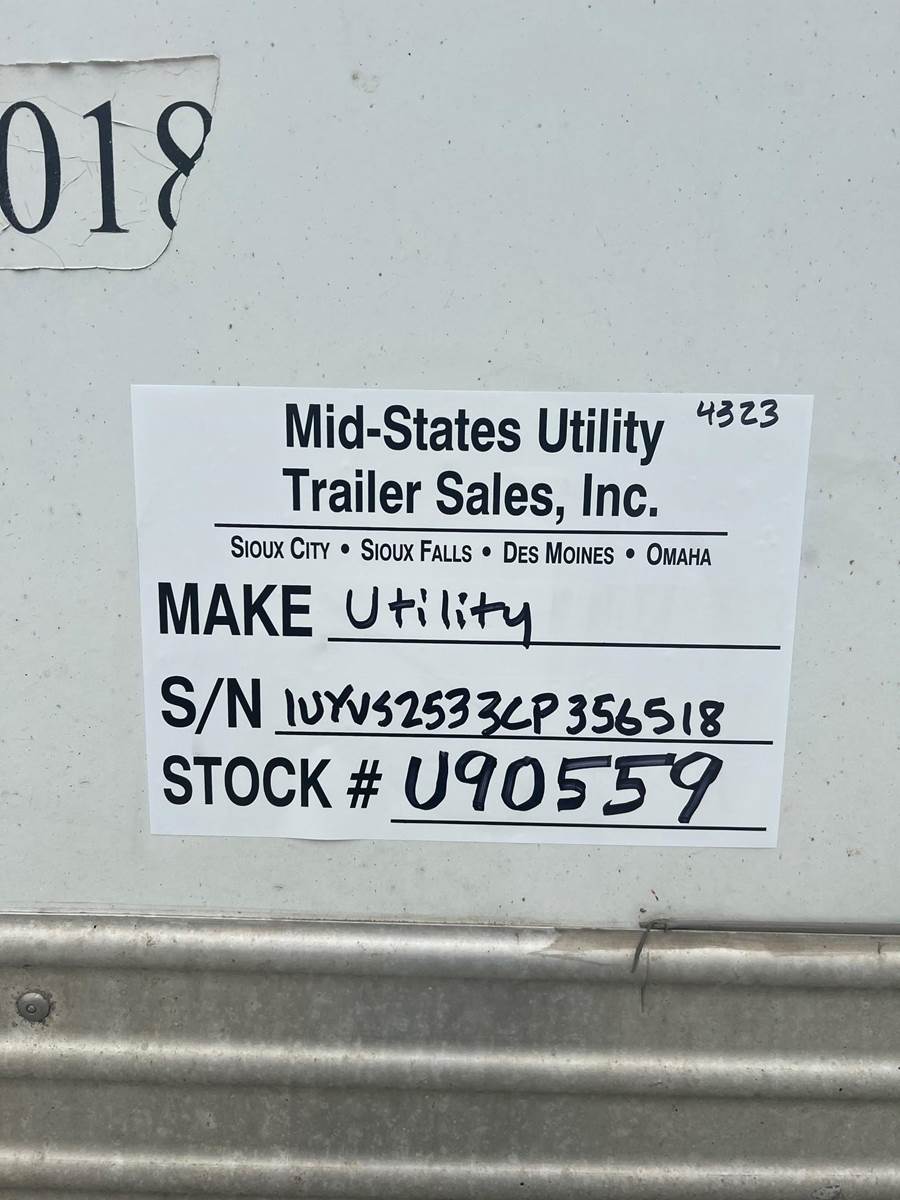 018
4323
Mid-States Utility
Trailer Sales, Inc.
SIOUX CITY • SIOUX FALLS • DES MOINES • OMAHA
MAKE Utility
S/N 1UYVS2533CP356518
STOCK # U90559